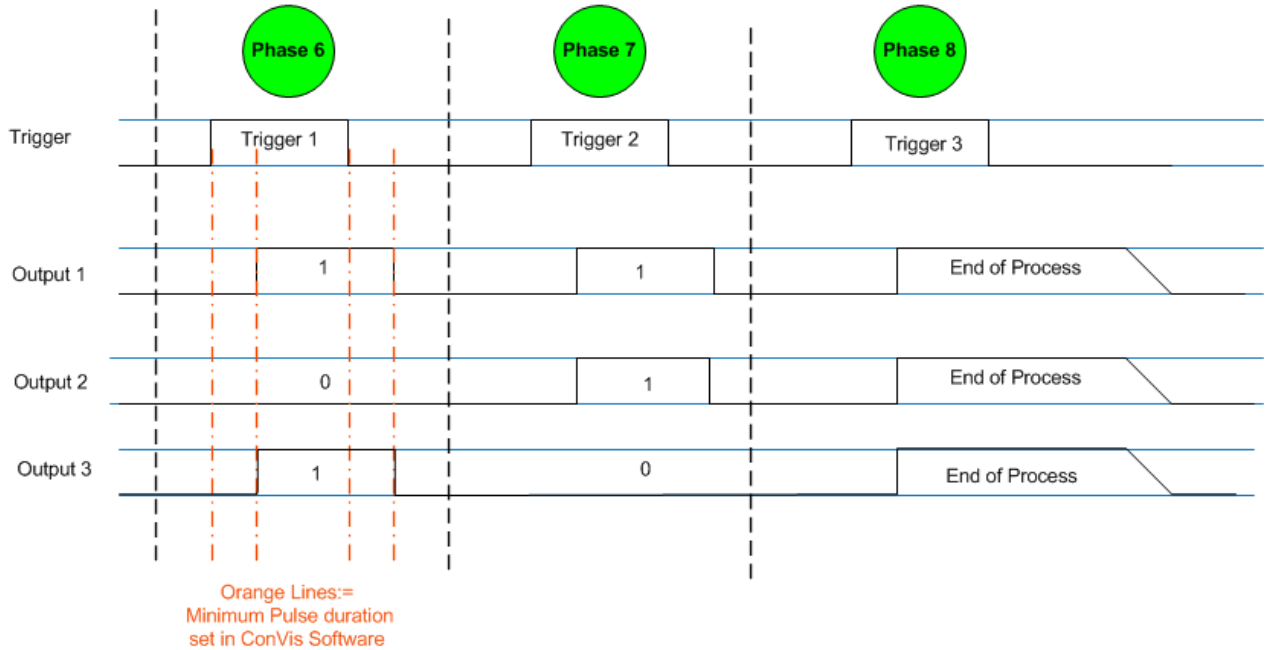 Phase 6
Phase 7
Phase 8
Trigger
Trigger 1
Trigger 2
Trigger 3
Output 1
1
1
End of Process
Output 2
0
1
End of Process
Output 3
1
0
End of Process
Orange Lines:=
Minimum Pulse duration
set in ConVis Software